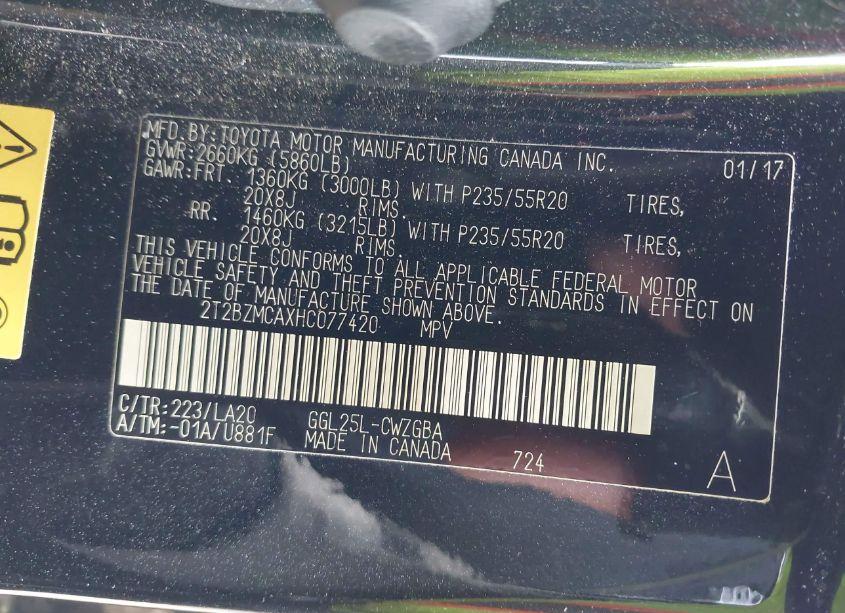 MFD. BY: TOYOTA MOTOR MANUFACTURING CANADA INC. 01/17
GVWR: 2660KG (5860LB)
GAWR: FRT 1360KG (3000LB) WITH P235/55R20 TIRES,
20X8J RIMS.
RR. 1460KG (3215LB) WITH P235/55R20 TIRES,
20X8J RIMS.
THIS VEHICLE CONFORMS TO ALL APPLICABLE FEDERAL MOTOR
VEHICLE SAFETY AND THEFT PREVENTION STANDARDS IN EFFECT ON
THE DATE OF MANUFACTURE SHOWN ABOVE.
2T2BZMCAXHC077420 MPV
C/TR: 223/LA20 GGL25L-CWZGBA
A/TM: -01A/U881F MADE IN CANADA 724 A